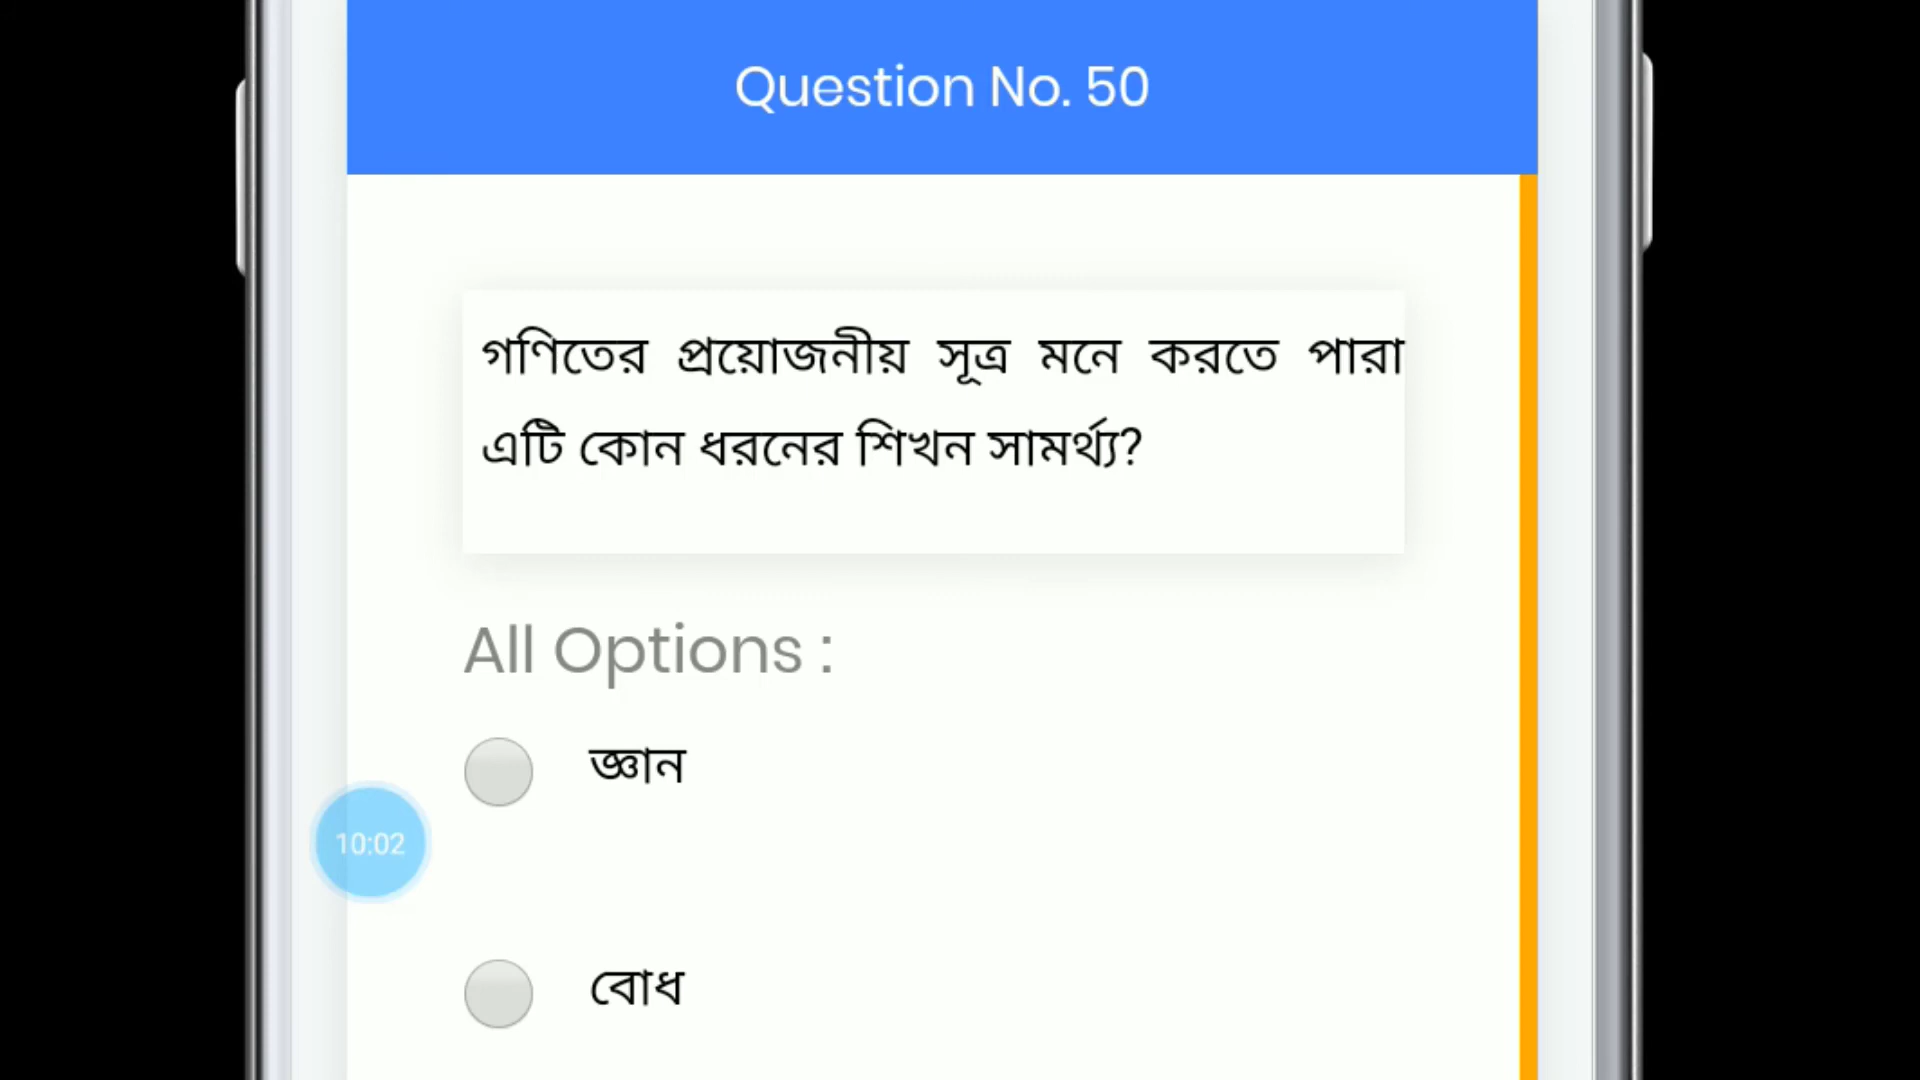 Question No. 50
গণিতের প্রয়োজনীয় সূত্র মনে করতে পারা
এটি কোন ধরনের শিখন সামর্থ্য?
All Options :
জ্ঞান
10:02
বোধ